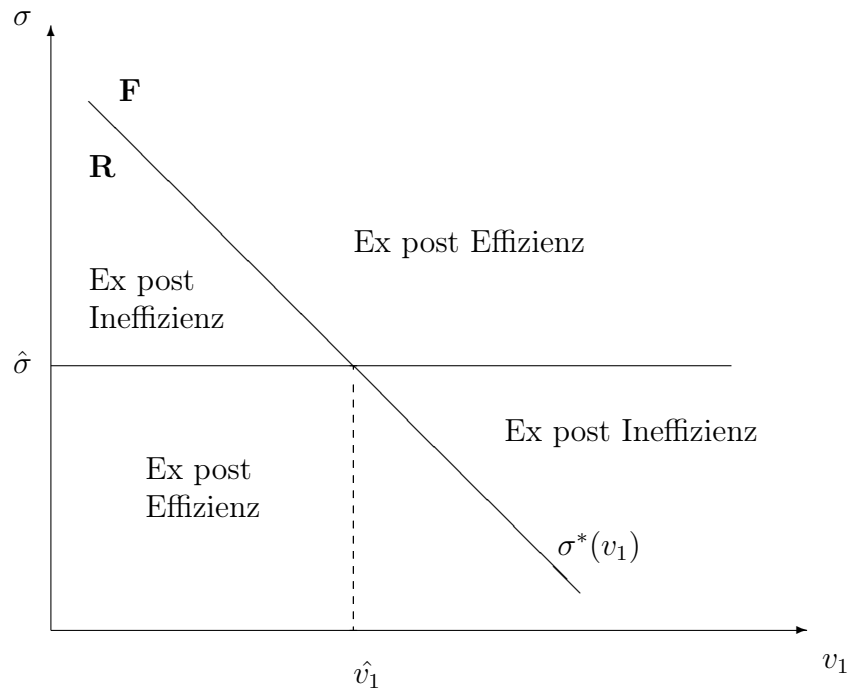 σ
F
R
Ex post Effizienz
Ex post
Ineffizienz
σ̂
Ex post Ineffizienz
Ex post
Effizienz
σ*(v₁)
v̂₁
v₁